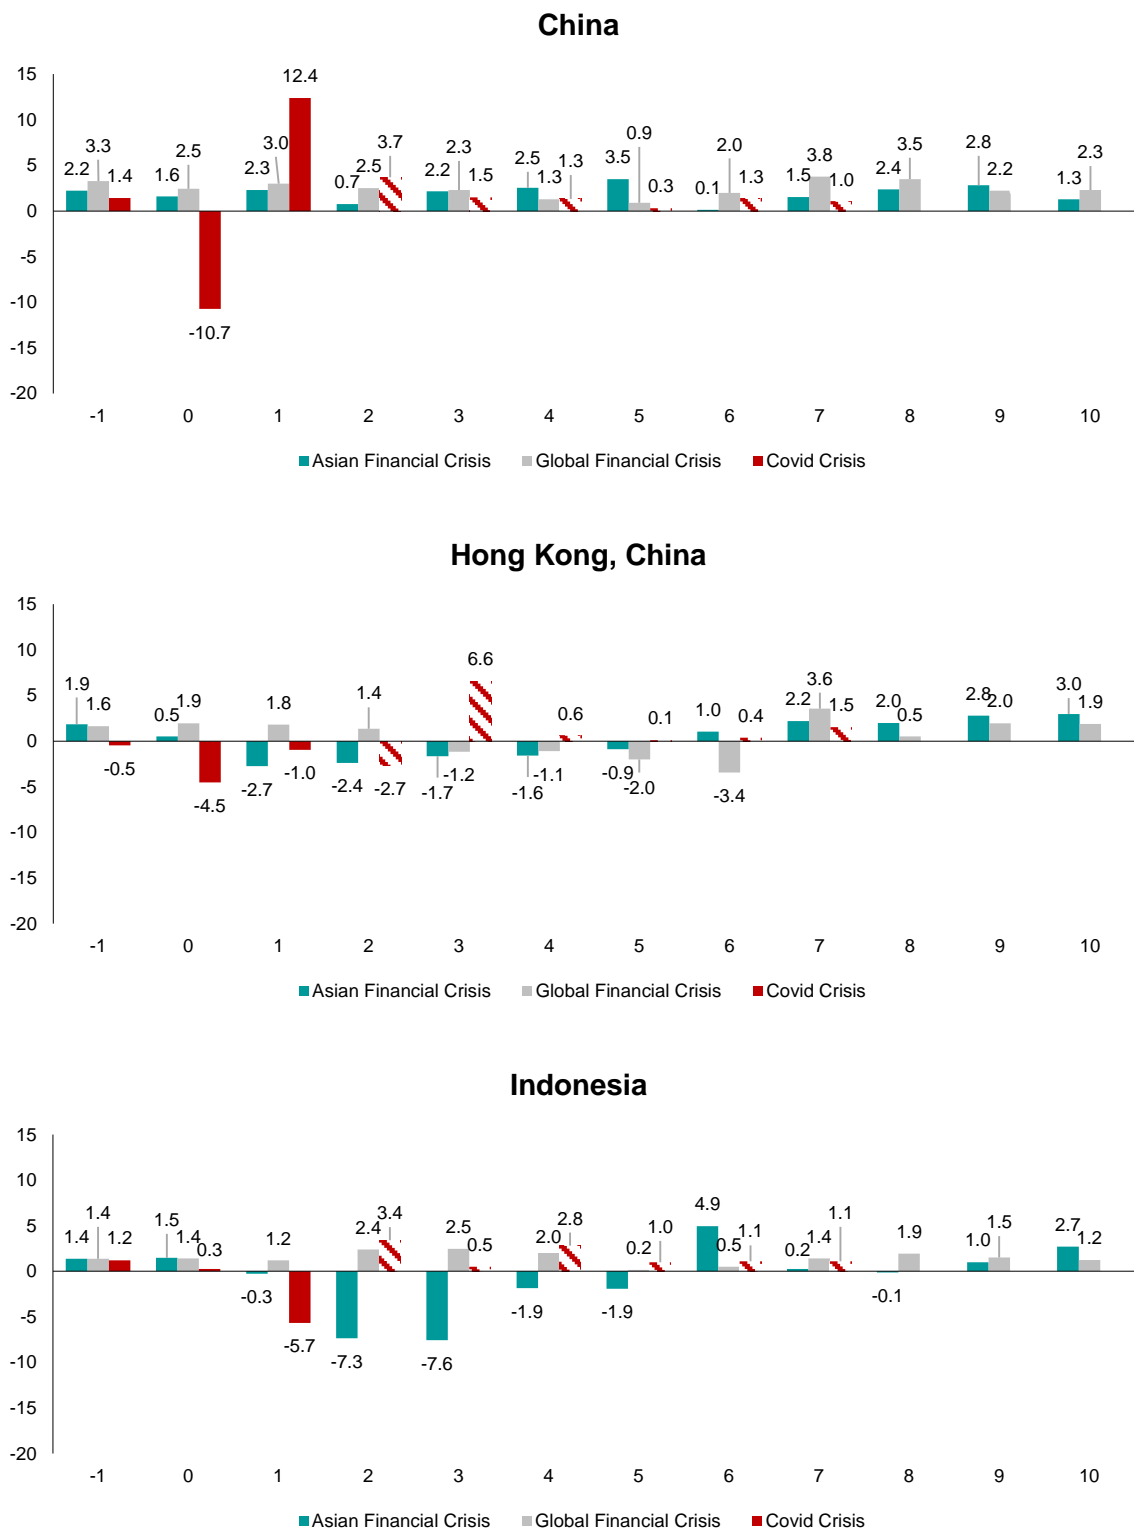 China
15
10
5
0
-5
-10
-15
-20
2.2 3.3 1.4 1.6 2.5 -10.7 2.3 3.0 12.4 0.7 2.5 3.7 2.2 2.3 1.5 2.5 1.3 1.3 3.5 0.9 0.3 0.1 2.0 1.3 1.5 3.8 1.0 2.4 3.5 2.8 2.2 1.3 2.3
-1 0 1 2 3 4 5 6 7 8 9 10
Asian Financial Crisis Global Financial Crisis Covid Crisis
Hong Kong, China
15
10
5
0
-5
-10
-15
-20
1.9 1.6 -0.5 0.5 1.9 -4.5 -2.7 1.8 -1.0 -2.4 1.4 -2.7 -1.7 -1.2 6.6 -1.6 -1.1 0.6 -0.9 -2.0 0.1 1.0 -3.4 0.4 2.2 3.6 1.5 2.0 0.5 2.8 2.0 3.0 1.9
-1 0 1 2 3 4 5 6 7 8 9 10
Asian Financial Crisis Global Financial Crisis Covid Crisis
Indonesia
15
10
5
0
-5
-10
-15
-20
1.4 1.4 1.2 1.5 1.4 0.3 -0.3 1.2 -5.7 -7.3 2.4 3.4 -7.6 2.5 0.5 -1.9 2.0 2.8 -1.9 0.2 1.0 4.9 0.5 1.1 0.2 1.4 1.1 -0.1 1.9 1.0 1.5 2.7 1.2
-1 0 1 2 3 4 5 6 7 8 9 10
Asian Financial Crisis Global Financial Crisis Covid Crisis